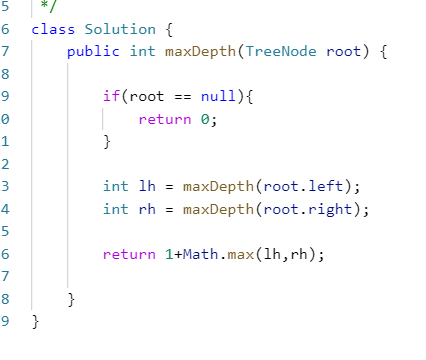 5 */
6 class Solution {
7 public int maxDepth(TreeNode root) {
8
9 if(root == null){
0 return 0;
1 }
2
3 int lh = maxDepth(root.left);
4 int rh = maxDepth(root.right);
5
6 return 1+Math.max(lh,rh);
7
8 }
9 }